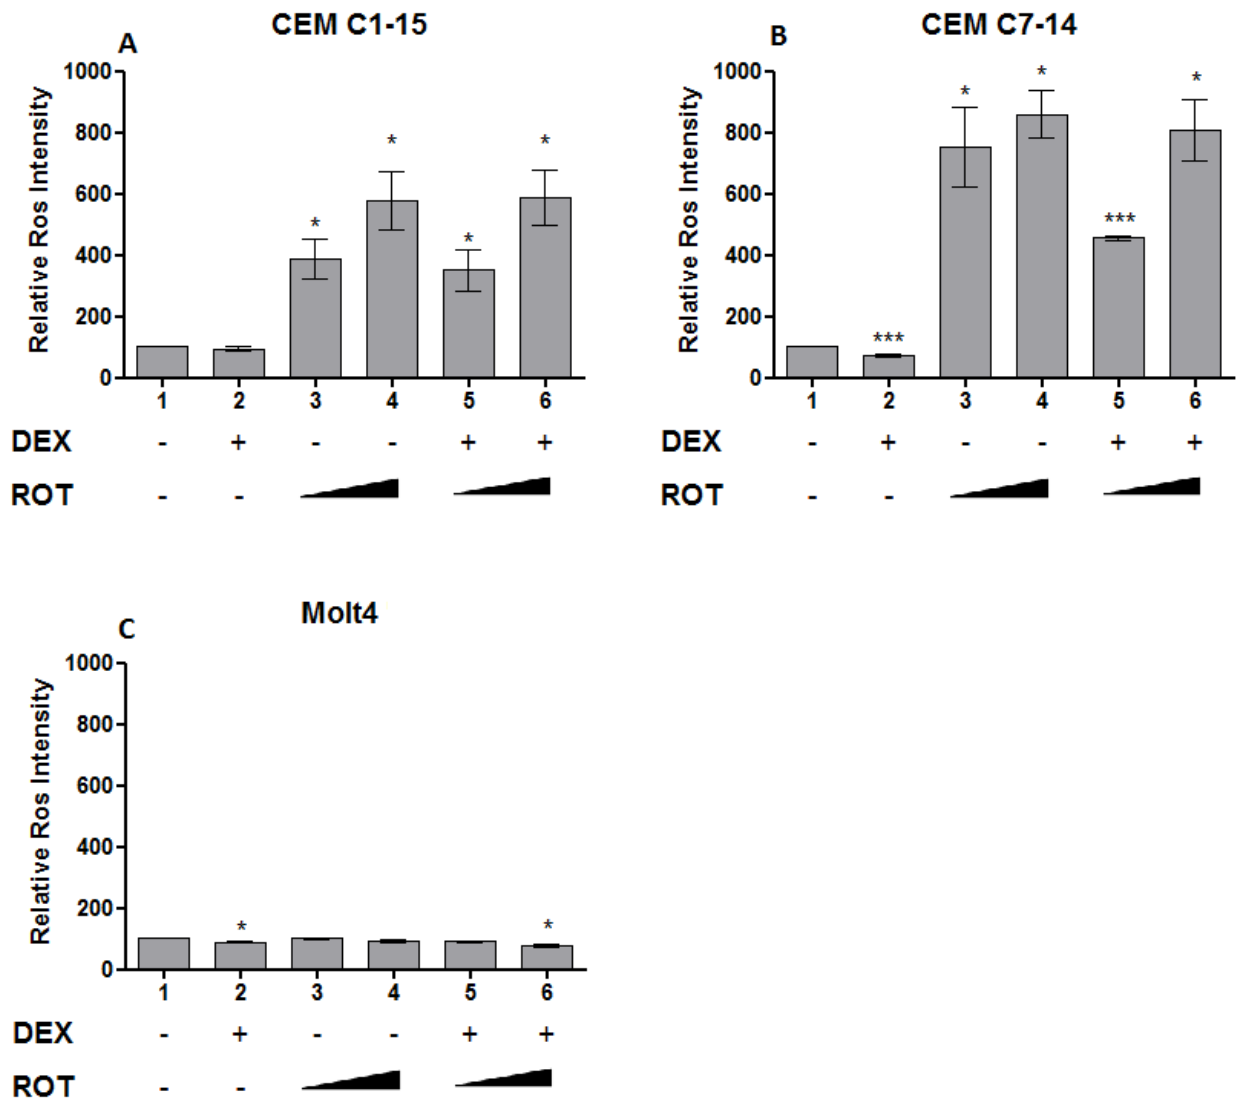 A CEM C1-15
Relative Ros Intensity
1000
800
600
400
200
0
* * * *
1 2 3 4 5 6
DEX - + - - + +
ROT - -
B CEM C7-14
Relative Ros Intensity
1000
800
600
400
200
0
*** * * *** *
1 2 3 4 5 6
DEX - + - - + +
ROT - -
C Molt4
Relative Ros Intensity
1000
800
600
400
200
0
* *
1 2 3 4 5 6
DEX - + - - + +
ROT - -